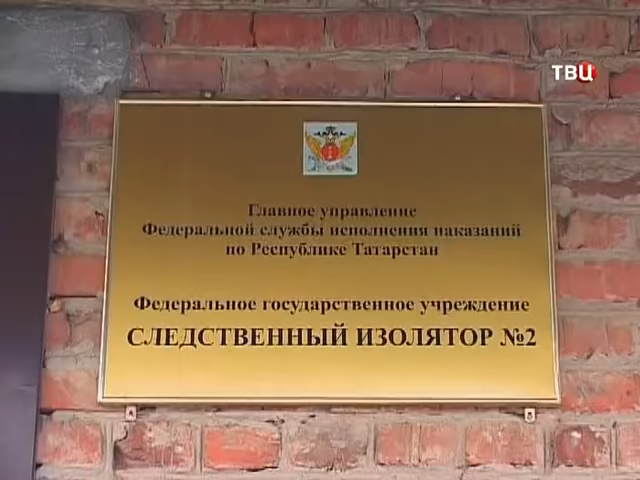 ТВЦ
Главное управление
Федеральной службы исполнения наказаний
по Республике Татарстан
Федеральное государственное учреждение
СЛЕДСТВЕННЫЙ ИЗОЛЯТОР №2